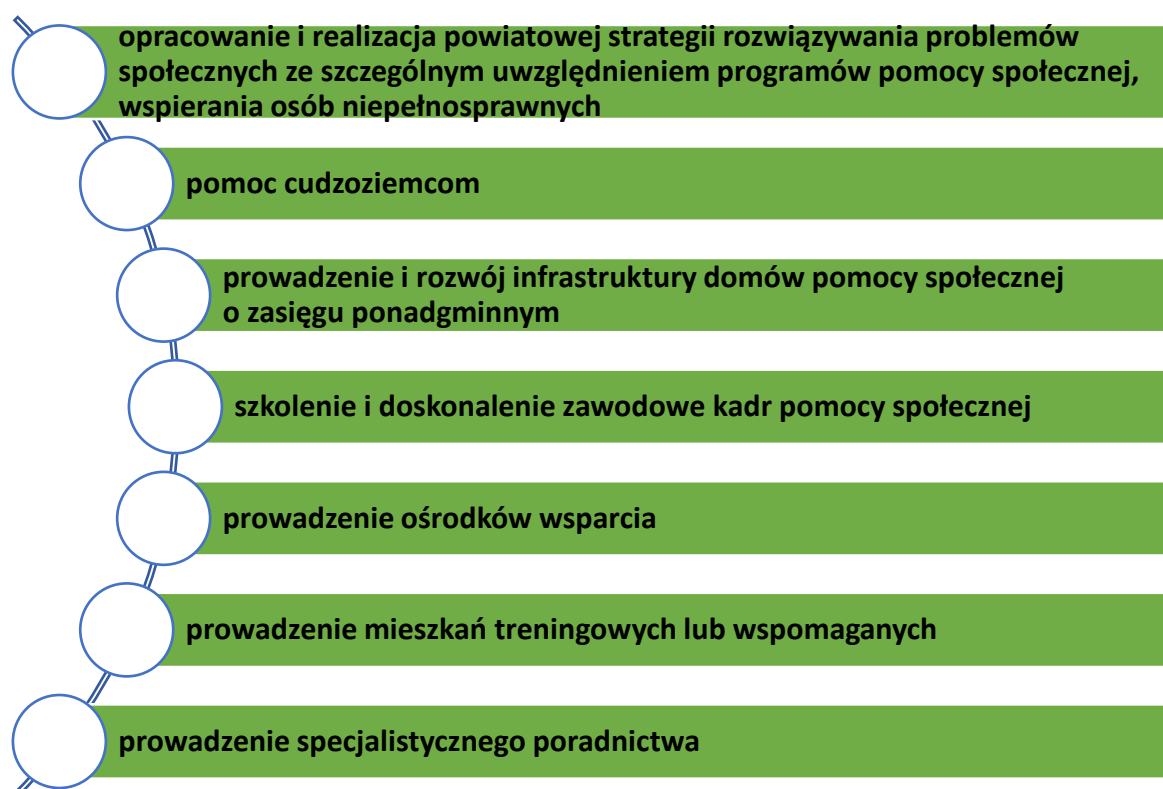 opracowanie i realizacja powiatowej strategii rozwiązywania problemów
społecznych ze szczególnym uwzględnieniem programów pomocy społecznej,
wspierania osób niepełnosprawnych
pomoc cudzoziemcom
prowadzenie i rozwój infrastruktury domów pomocy społecznej
o zasięgu ponadgminnym
szkolenie i doskonalenie zawodowe kadr pomocy społecznej
prowadzenie ośrodków wsparcia
prowadzenie mieszkań treningowych lub wspomaganych
prowadzenie specjalistycznego poradnictwa